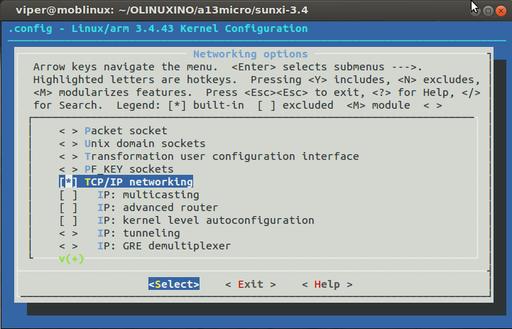 viper@moblinux: ~/OLINUXINO/a13micro/sunxi-3.4
.config - Linux/arm 3.4.43 Kernel Configuration
Networking options
Arrow keys navigate the menu. <Enter> selects submenus --->.
Highlighted letters are hotkeys. Pressing <Y> includes, <N> excludes,
<M> modularizes features. Press <Esc><Esc> to exit, <?> for Help, </>
for Search. Legend: [*] built-in [ ] excluded <M> module < >
< > Packet socket
< > Unix domain sockets
< > Transformation user configuration interface
< > PF_KEY sockets
[*] TCP/IP networking
[ ] IP: multicasting
[ ] IP: advanced router
[ ] IP: kernel level autoconfiguration
< > IP: tunneling
< > IP: GRE demultiplexer
v(+)
<Select> < Exit > < Help >